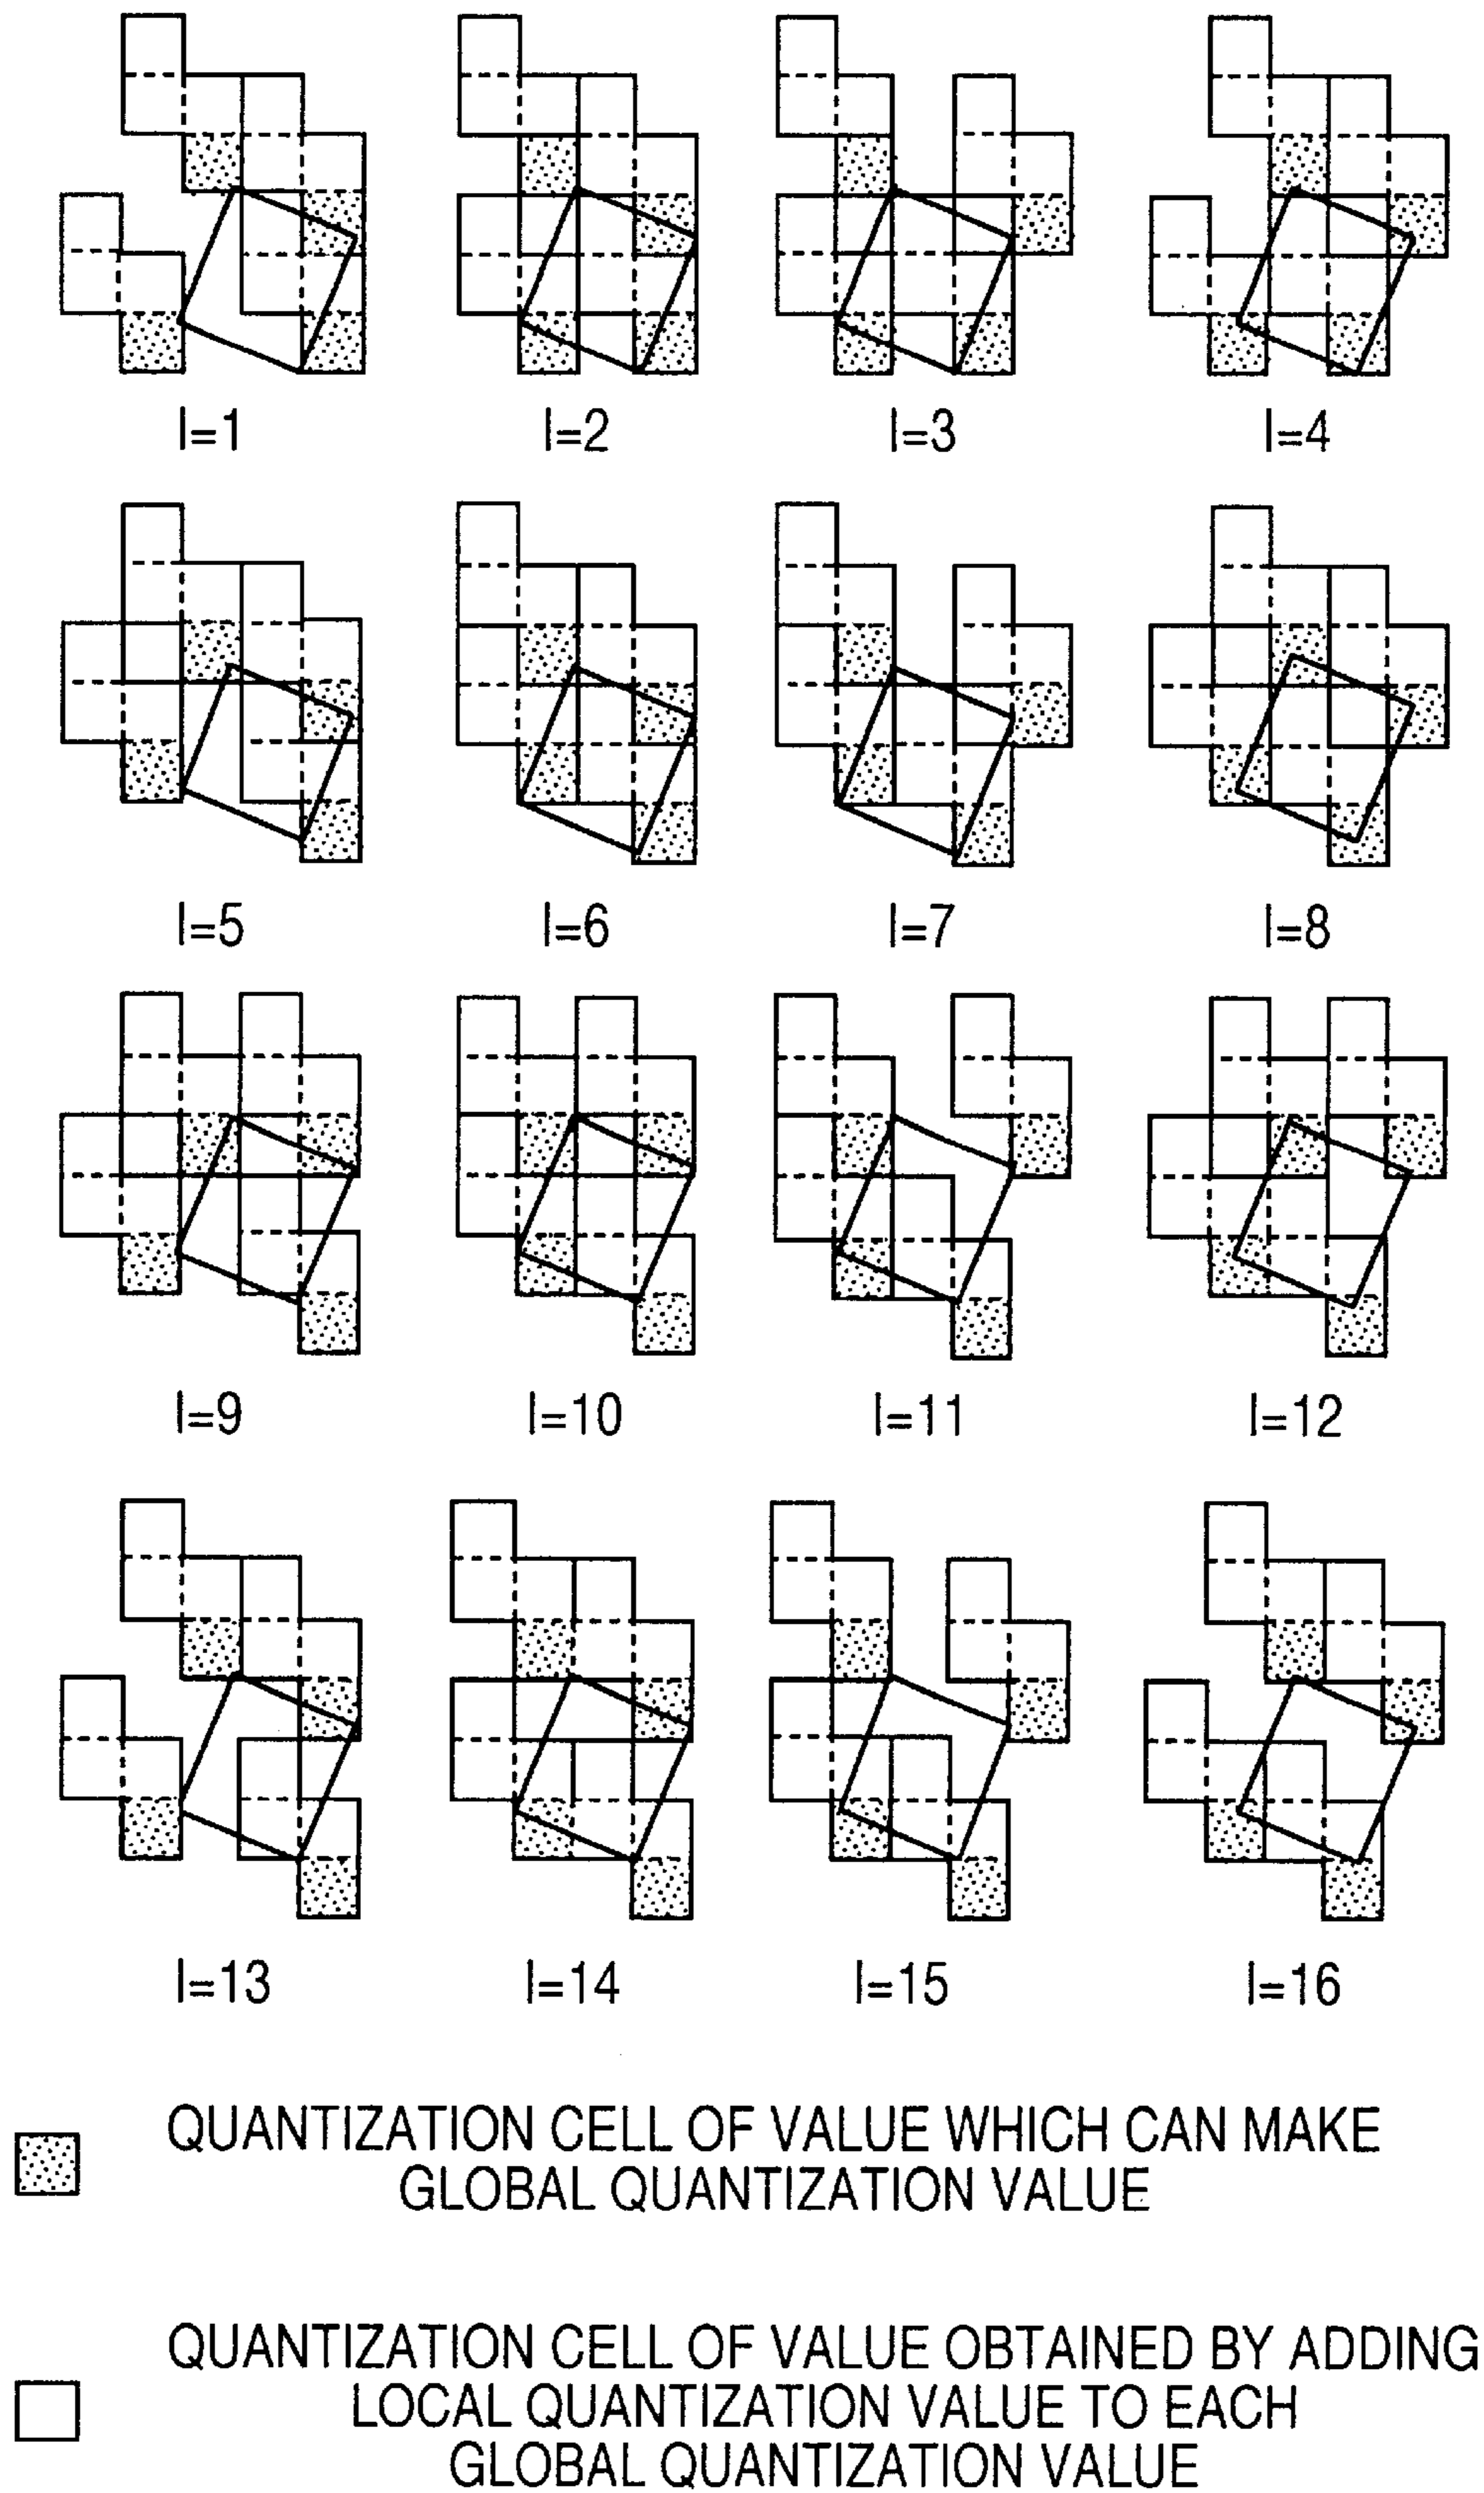 I=1 I=2 I=3 I=4
I=5 I=6 I=7 I=8
I=9 I=10 I=11 I=12
I=13 I=14 I=15 I=16
QUANTIZATION CELL OF VALUE WHICH CAN MAKE
GLOBAL QUANTIZATION VALUE
QUANTIZATION CELL OF VALUE OBTAINED BY ADDING
LOCAL QUANTIZATION VALUE TO EACH
GLOBAL QUANTIZATION VALUE